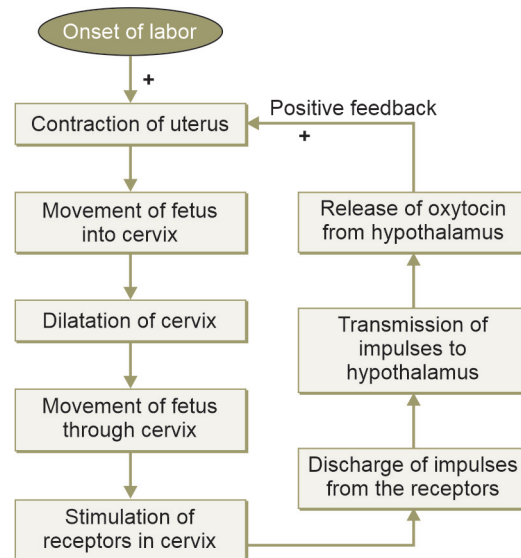 Onset of labor
+
Contraction of uterus
Movement of fetus
into cervix
Dilatation of cervix
Movement of fetus
through cervix
Stimulation of
receptors in cervix
Discharge of impulses
from the receptors
Transmission of
impulses to
hypothalamus
Release of oxytocin
from hypothalamus
Positive feedback
+